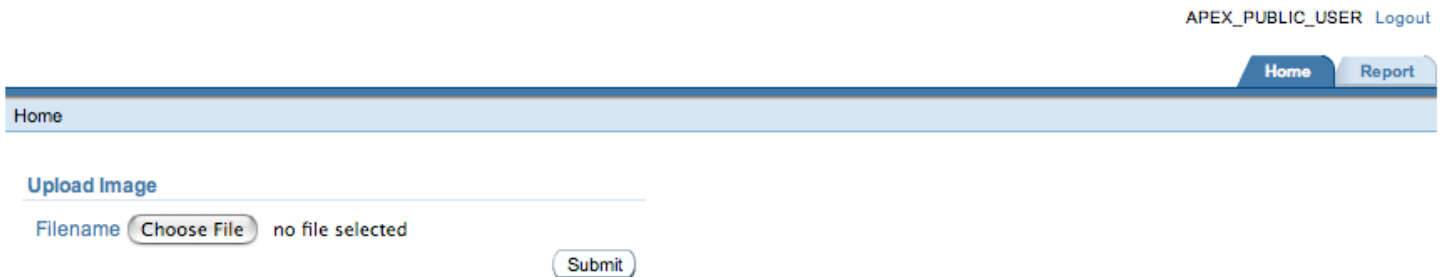 APEX_PUBLIC_USER Logout
Home Report
Home
Upload Image
Filename Choose File no file selected
Submit